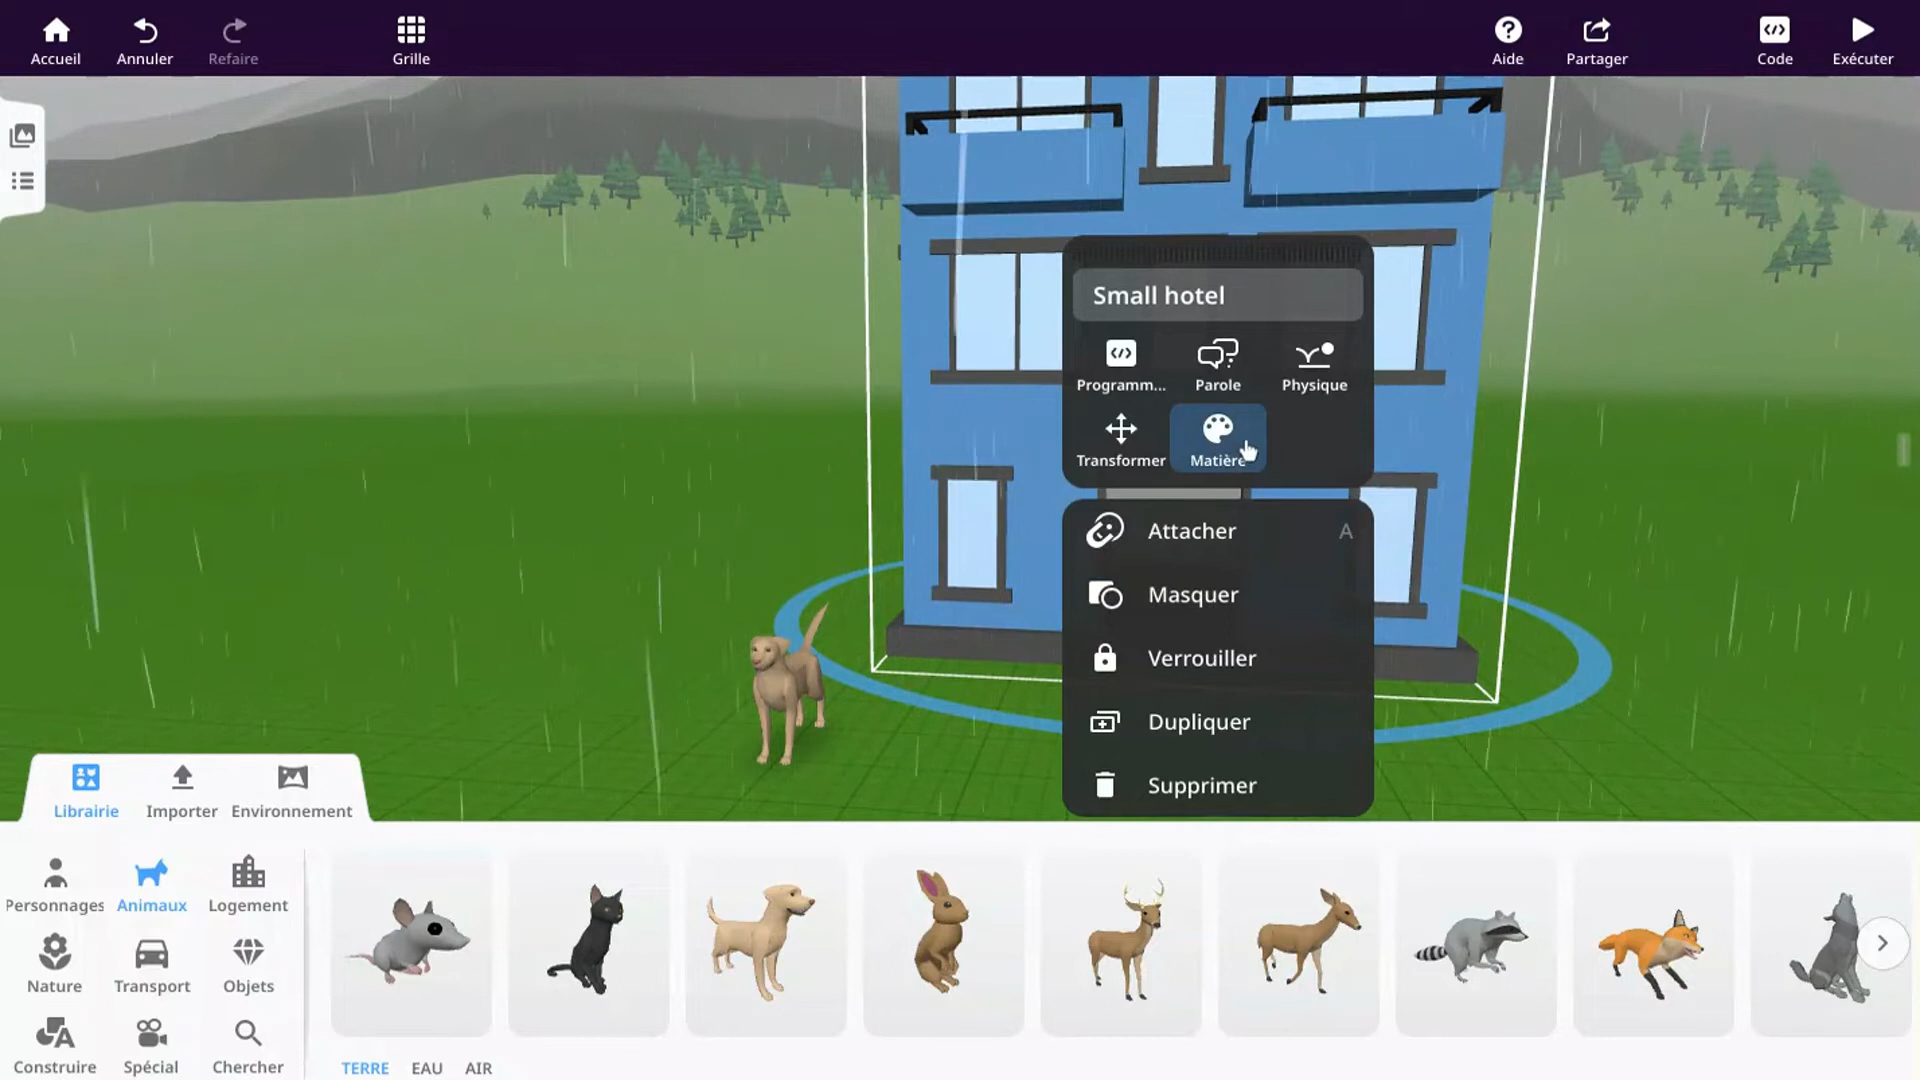 Accueil
Annuler
Refaire
Grille
Aide
Partager
Code
Exécuter
Small hotel
Programm...
Parole
Physique
Transformer
Matière
Attacher A
Masquer
Verrouiller
Dupliquer
Supprimer
Librairie
Importer
Environnement
Personnages
Animaux
Logement
Nature
Transport
Objets
Construire
Spécial
Chercher
TERRE EAU AIR